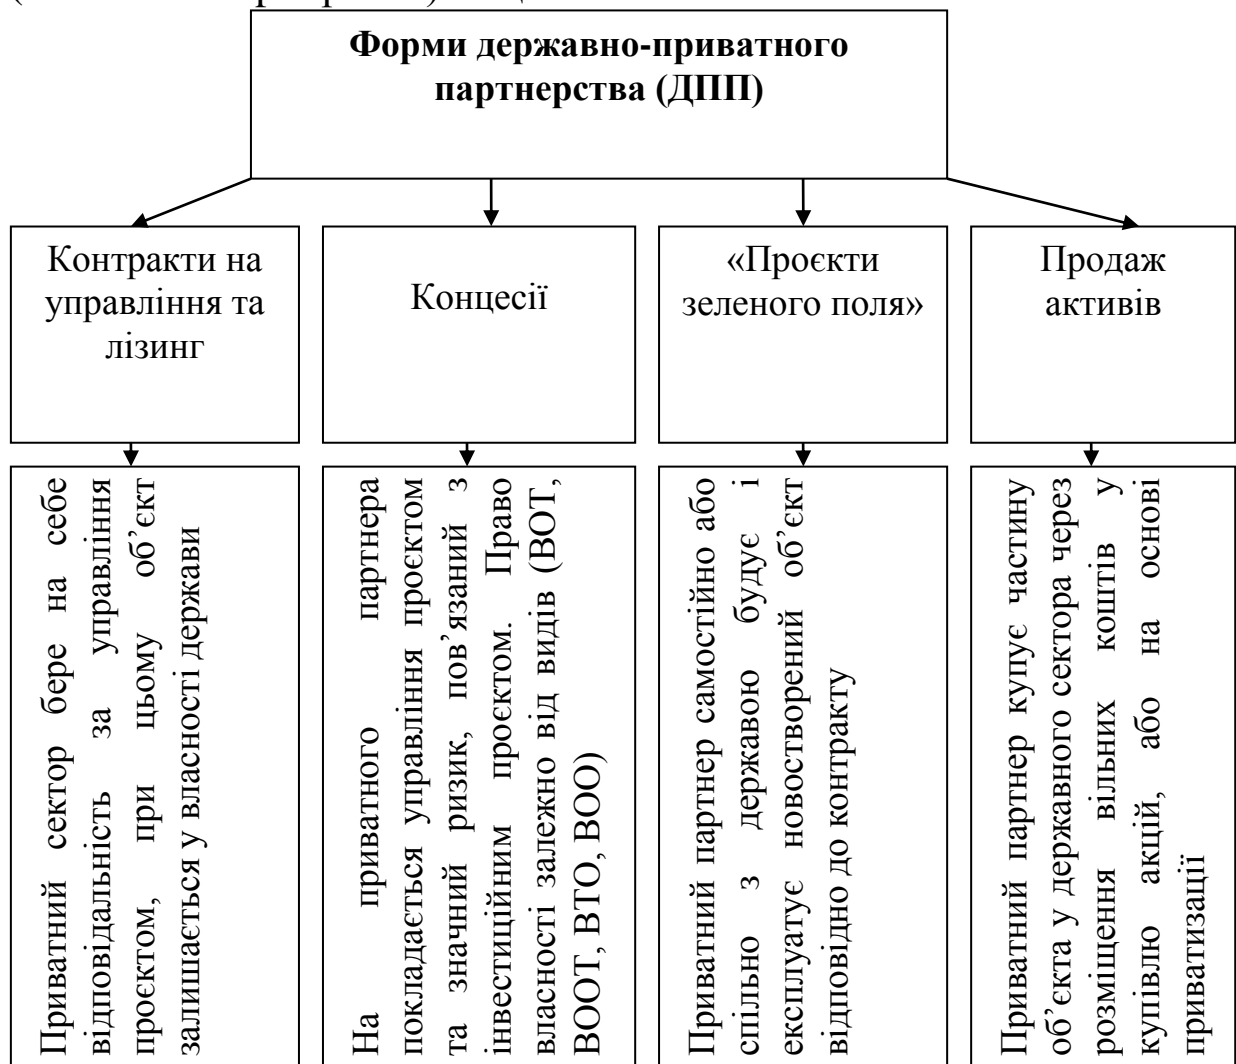 Форми державно-приватного
партнерства (ДПП)
Контракти на
управління та
лізинг
Концесії
«Проєкти
зеленого поля»
Продаж
активів
Приватний сектор бере на себе
відповідальність за управління
проєктом, при цьому об’єкт
залишається у власності держави
На приватного партнера
покладається управління проєктом
та значний ризик, пов’язаний з
інвестиційним проєктом. Право
власності залежно від видів (ВОТ,
ВООТ, ВТО, ВОО)
Приватний партнер самостійно або
спільно з державою будує і
експлуатує новостворений об’єкт
відповідно до контракту
Приватний партнер купує частину
об’єкта у державного сектора через
розміщення вільних коштів у
купівлю акцій, або на основі
приватизації